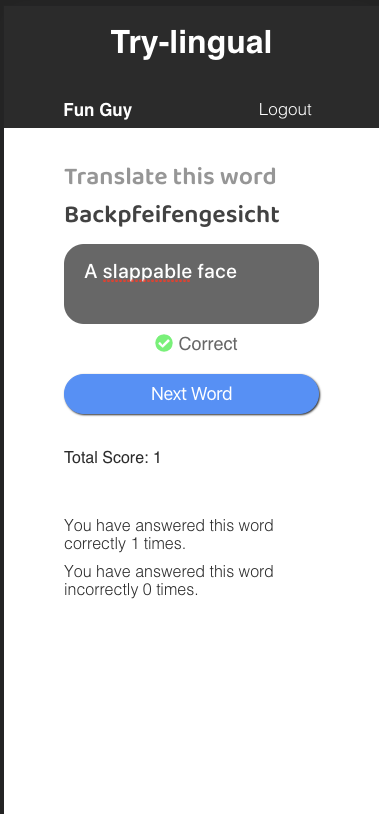 Try-lingual
Fun Guy
Logout
Translate this word
Backpfeifengesicht
A slappable face
Correct
Next Word
Total Score: 1
You have answered this word
correctly 1 times.
You have answered this word
incorrectly 0 times.